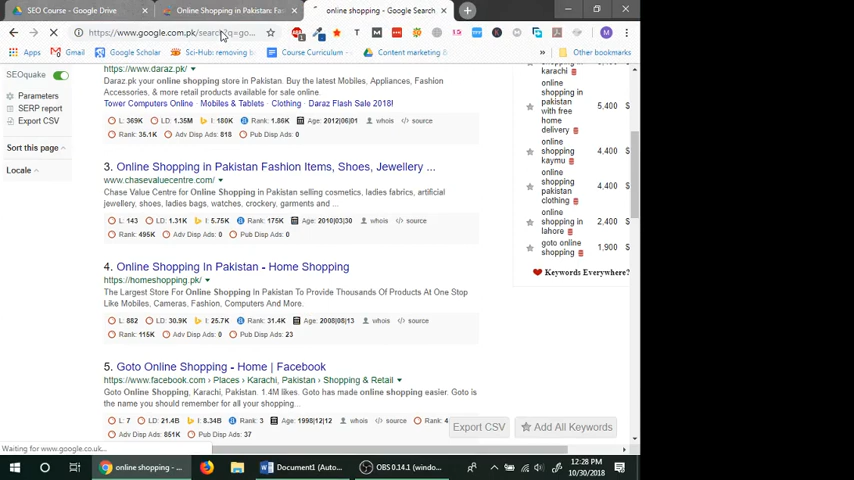 SEO Course - Google Drive
Online Shopping in Pakistan: Fa
online shopping - Google Search
https://www.google.com.pk/search?q=go...
Apps
Gmail
Google Scholar
Sci-Hub removing b
Course Curriculum
Content marketing
Other bookmarks
SEOquake
Parameters
SERP report
Export CSV
Sort this page
Locale
https://www.daraz.pk/
Daraz.pk your online shopping store in Pakistan. Buy the latest Mobiles, Appliances, Fashion
Accessories, & more retail products available for sale online.
Tower Computers Online · Mobiles & Tablets · Clothing · Daraz Flash Sale 2018!
L: 369K LD: 1.35M I: 180K Rank: 1.86K Age: 2012|06|01 whois source
Rank: 35.1K Adv Disp Ads: 818 Pub Disp Ads: 0
3. Online Shopping in Pakistan Fashion Items, Shoes, Jewellery ...
www.chasevaluecentre.com/
Chase Value Centre for Online Shopping in Pakistan selling cosmetics, ladies fabrics, artificial
jewellery, shoes, ladies bags, watches, crockery, garments and ...
L: 143 LD: 1.31K I: 5.75K Rank: 175K Age: 2010|03|30 whois source
Rank: 495K Adv Disp Ads: 0 Pub Disp Ads: 0
4. Online Shopping In Pakistan - Home Shopping
https://homeshopping.pk/
The Largest Store For Online Shopping In Pakistan To Provide Thousands Of Products At One Stop
Like Mobiles, Cameras, Fashion, Computers And More.
L: 882 LD: 30.9K I: 25.7K Rank: 31.4K Age: 2008|08|13 whois source
Rank: 115K Adv Disp Ads: 0 Pub Disp Ads: 23
5. Goto Online Shopping - Home | Facebook
https://www.facebook.com › Places › Karachi, Pakistan › Shopping & Retail
Goto Online Shopping, Karachi, Pakistan. 1.4M likes. Goto has made online shopping easier. Goto is
the name you should remember for all your shopping...
L: 7 LD: 21.4B I: 8.34B Rank: 3 Age: 1998|12|12 whois source Rank: 4
Adv Disp Ads: 851K Pub Disp Ads: 37
karachi
online
shopping in
pakistan
with free
home
delivery
5,400 $
online
shopping
kaymu
4,400 $
online
shopping
pakistan
clothing
4,400 $
online
shopping in
lahore
2,400 $
goto online
shopping
1,900 $
Keywords Everywhere?
Export CSV
Add All Keywords
Waiting for www.google.co.uk...
online shopping - ...
Document1 (Auto...
OBS 0.14.1 (windo...
12:28 PM
10/30/2018